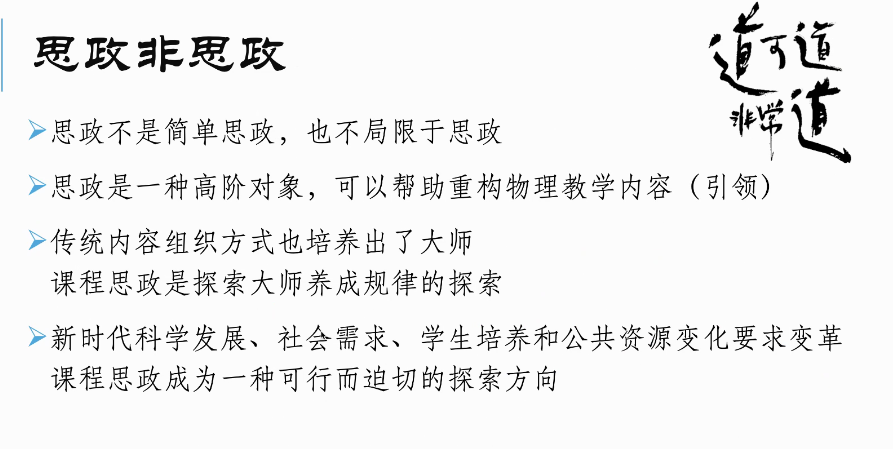 思政非思政
道可道
非常道
思政不是简单思政，也不局限于思政
思政是一种高阶对象，可以帮助重构物理教学内容（引领）
传统内容组织方式也培养出了大师
课程思政是探索大师养成规律的探索
新时代科学发展、社会需求、学生培养和公共资源变化要求变革
课程思政成为一种可行而迫切的探索方向